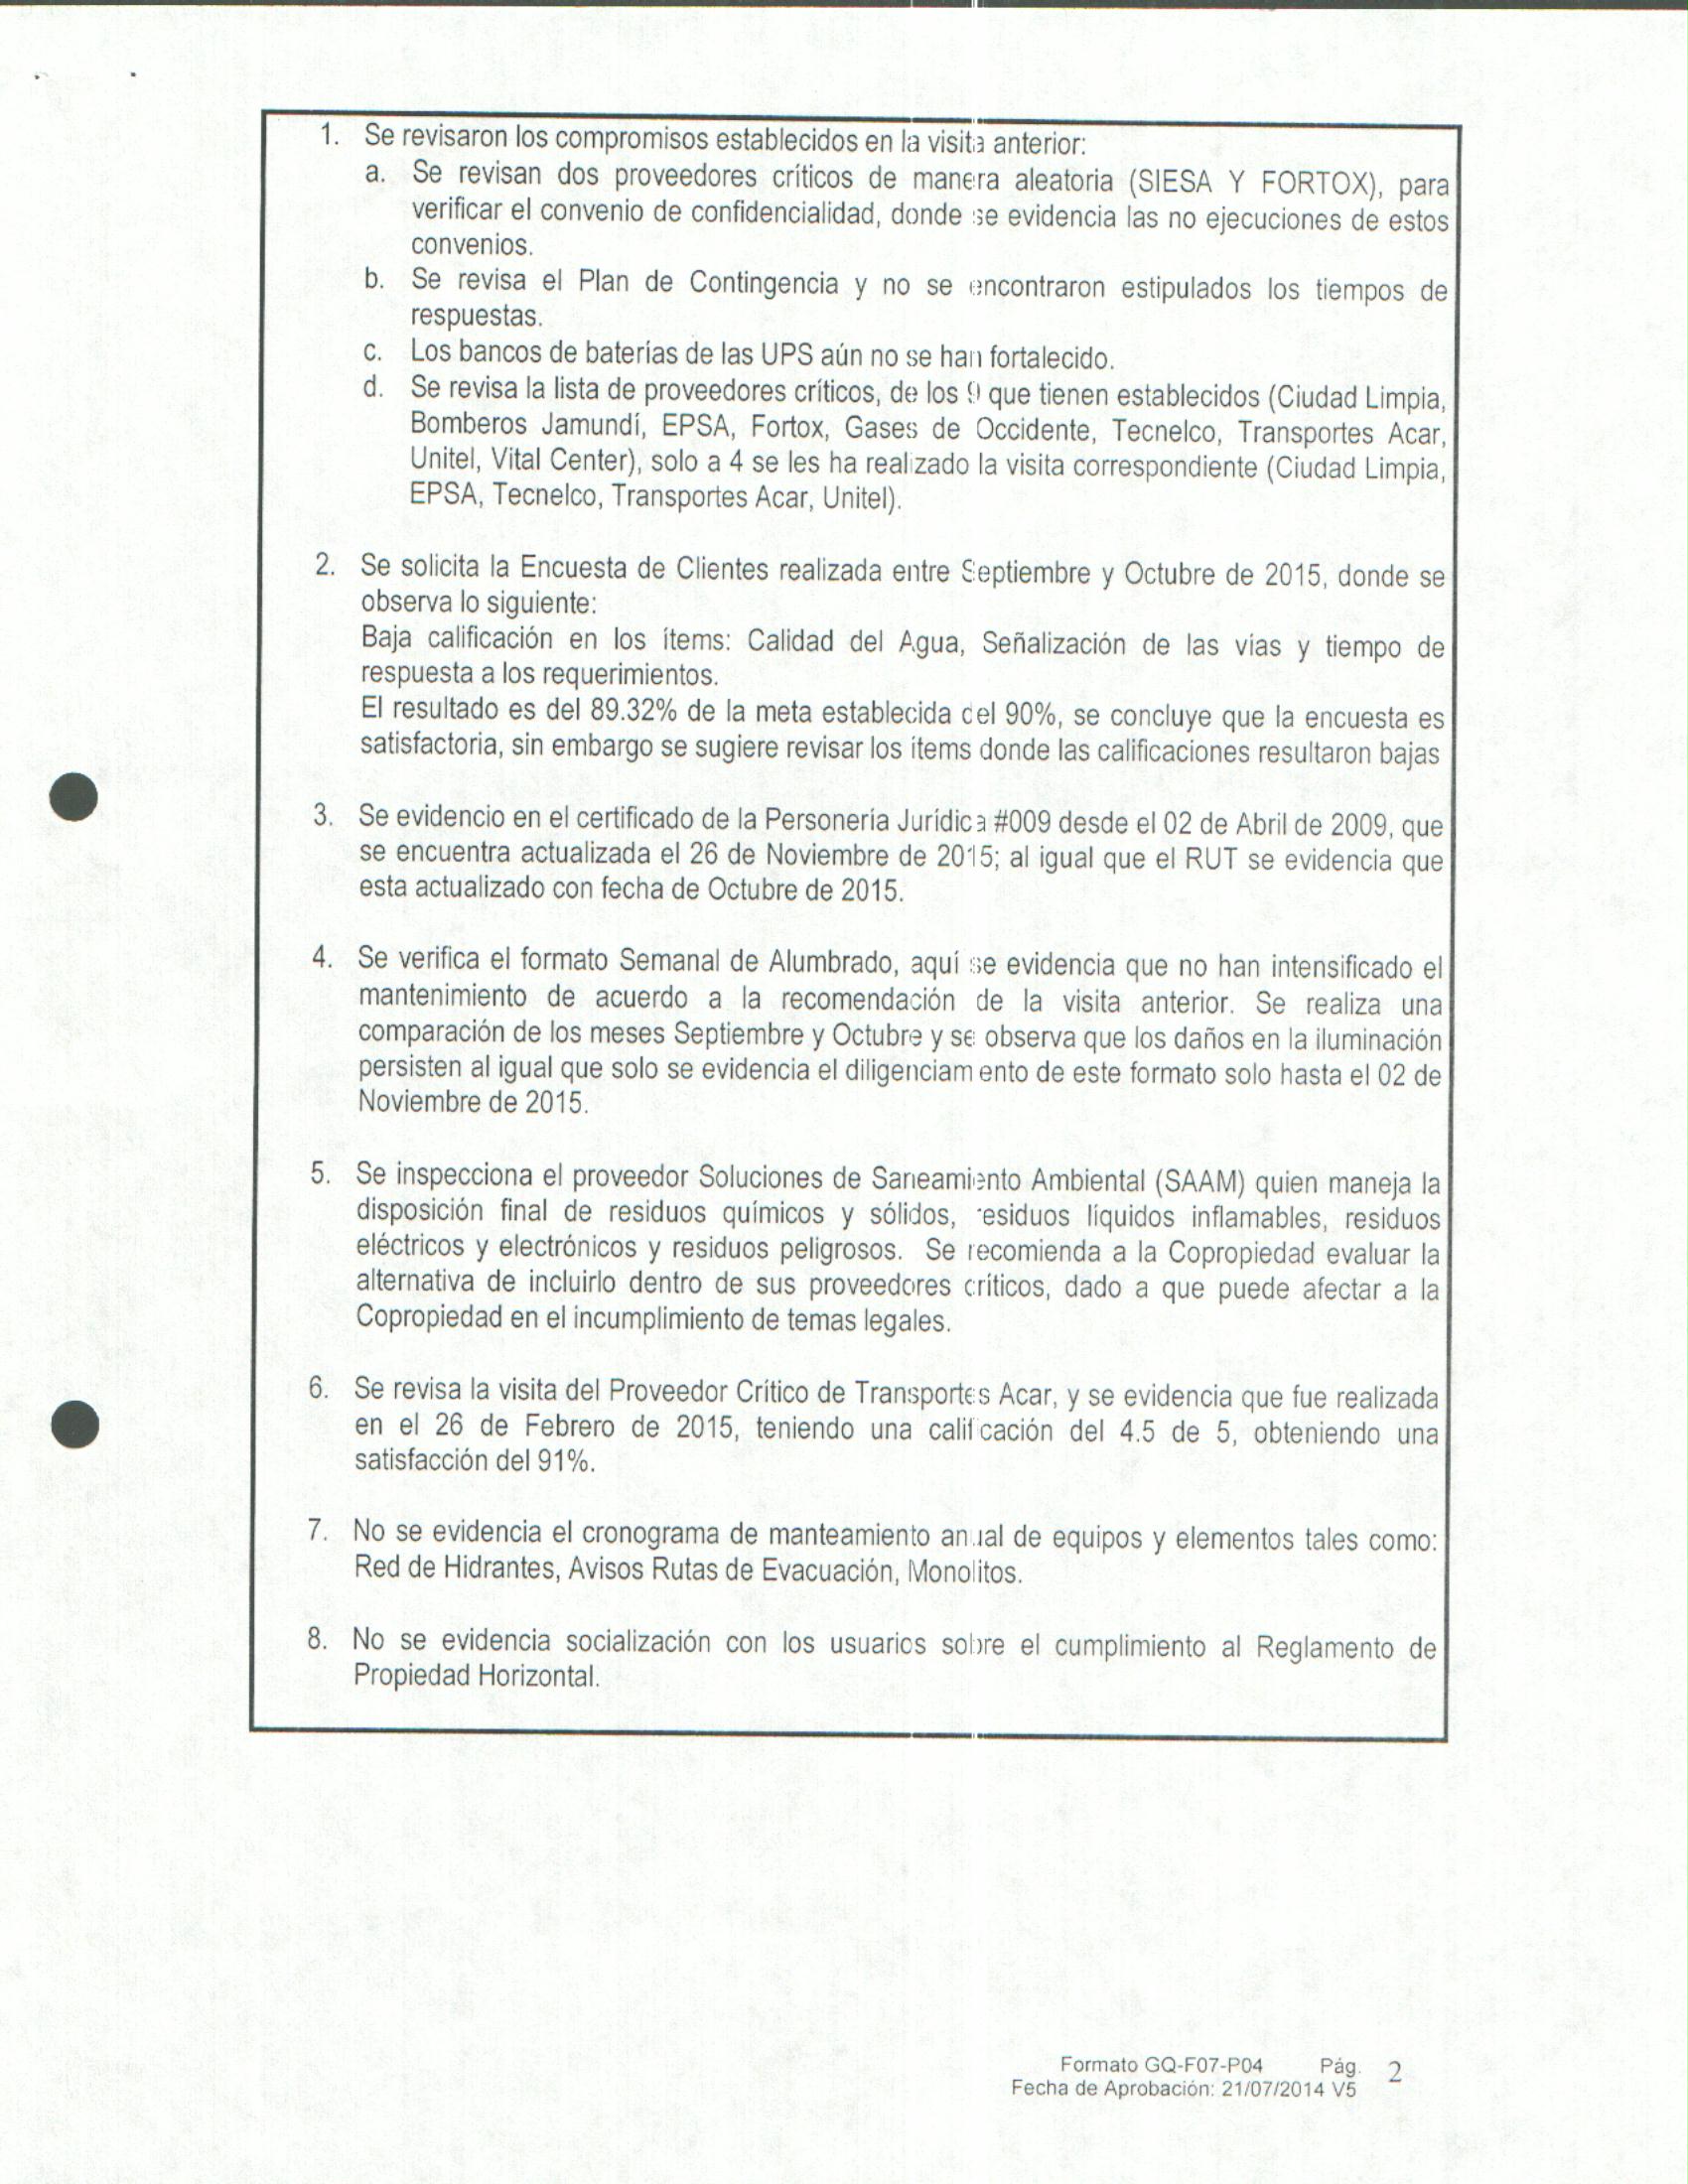 1. Se revisaron los compromisos establecidos en la visita anterior:
a. Se revisan dos proveedores críticos de manera aleatoria (SIESA Y FORTOX), para
verificar el convenio de confidencialidad, donde se evidencia las no ejecuciones de estos
convenios.
b. Se revisa el Plan de Contingencia y no se encontraron estipulados los tiempos de
respuestas.
c. Los bancos de baterías de las UPS aún no se han fortalecido.
d. Se revisa la lista de proveedores críticos, de los 9 que tienen establecidos (Ciudad Limpia,
Bomberos Jamundí, EPSA, Fortox, Gases de Occidente, Tecnelco, Transportes Acar,
Unitel, Vital Center), solo a 4 se les ha realizado la visita correspondiente (Ciudad Limpia,
EPSA, Tecnelco, Transportes Acar, Unitel).
2. Se solicita la Encuesta de Clientes realizada entre Septiembre y Octubre de 2015, donde se
observa lo siguiente:
Baja calificación en los ítems: Calidad del Agua, Señalización de las vías y tiempo de
respuesta a los requerimientos.
El resultado es del 89.32% de la meta establecida del 90%, se concluye que la encuesta es
satisfactoria, sin embargo se sugiere revisar los ítems donde las calificaciones resultaron bajas
3. Se evidencio en el certificado de la Personería Jurídica #009 desde el 02 de Abril de 2009, que
se encuentra actualizada el 26 de Noviembre de 2015; al igual que el RUT se evidencia que
esta actualizado con fecha de Octubre de 2015.
4. Se verifica el formato Semanal de Alumbrado, aquí se evidencia que no han intensificado el
mantenimiento de acuerdo a la recomendación de la visita anterior. Se realiza una
comparación de los meses Septiembre y Octubre y se observa que los daños en la iluminación
persisten al igual que solo se evidencia el diligenciamiento de este formato solo hasta el 02 de
Noviembre de 2015.
5. Se inspecciona el proveedor Soluciones de Saneamiento Ambiental (SAAM) quien maneja la
disposición final de residuos químicos y sólidos, residuos líquidos inflamables, residuos
eléctricos y electrónicos y residuos peligrosos. Se recomienda a la Copropiedad evaluar la
alternativa de incluirlo dentro de sus proveedores críticos, dado a que puede afectar a la
Copropiedad en el incumplimiento de temas legales.
6. Se revisa la visita del Proveedor Crítico de Transportes Acar, y se evidencia que fue realizada
en el 26 de Febrero de 2015, teniendo una calificación del 4.5 de 5, obteniendo una
satisfacción del 91%.
7. No se evidencia el cronograma de manteamiento anual de equipos y elementos tales como:
Red de Hidrantes, Avisos Rutas de Evacuación, Monolitos.
8. No se evidencia socialización con los usuarios sobre el cumplimiento al Reglamento de
Propiedad Horizontal.
Formato GQ-F07-P04 Pág. 2
Fecha de Aprobación: 21/07/2014 V5